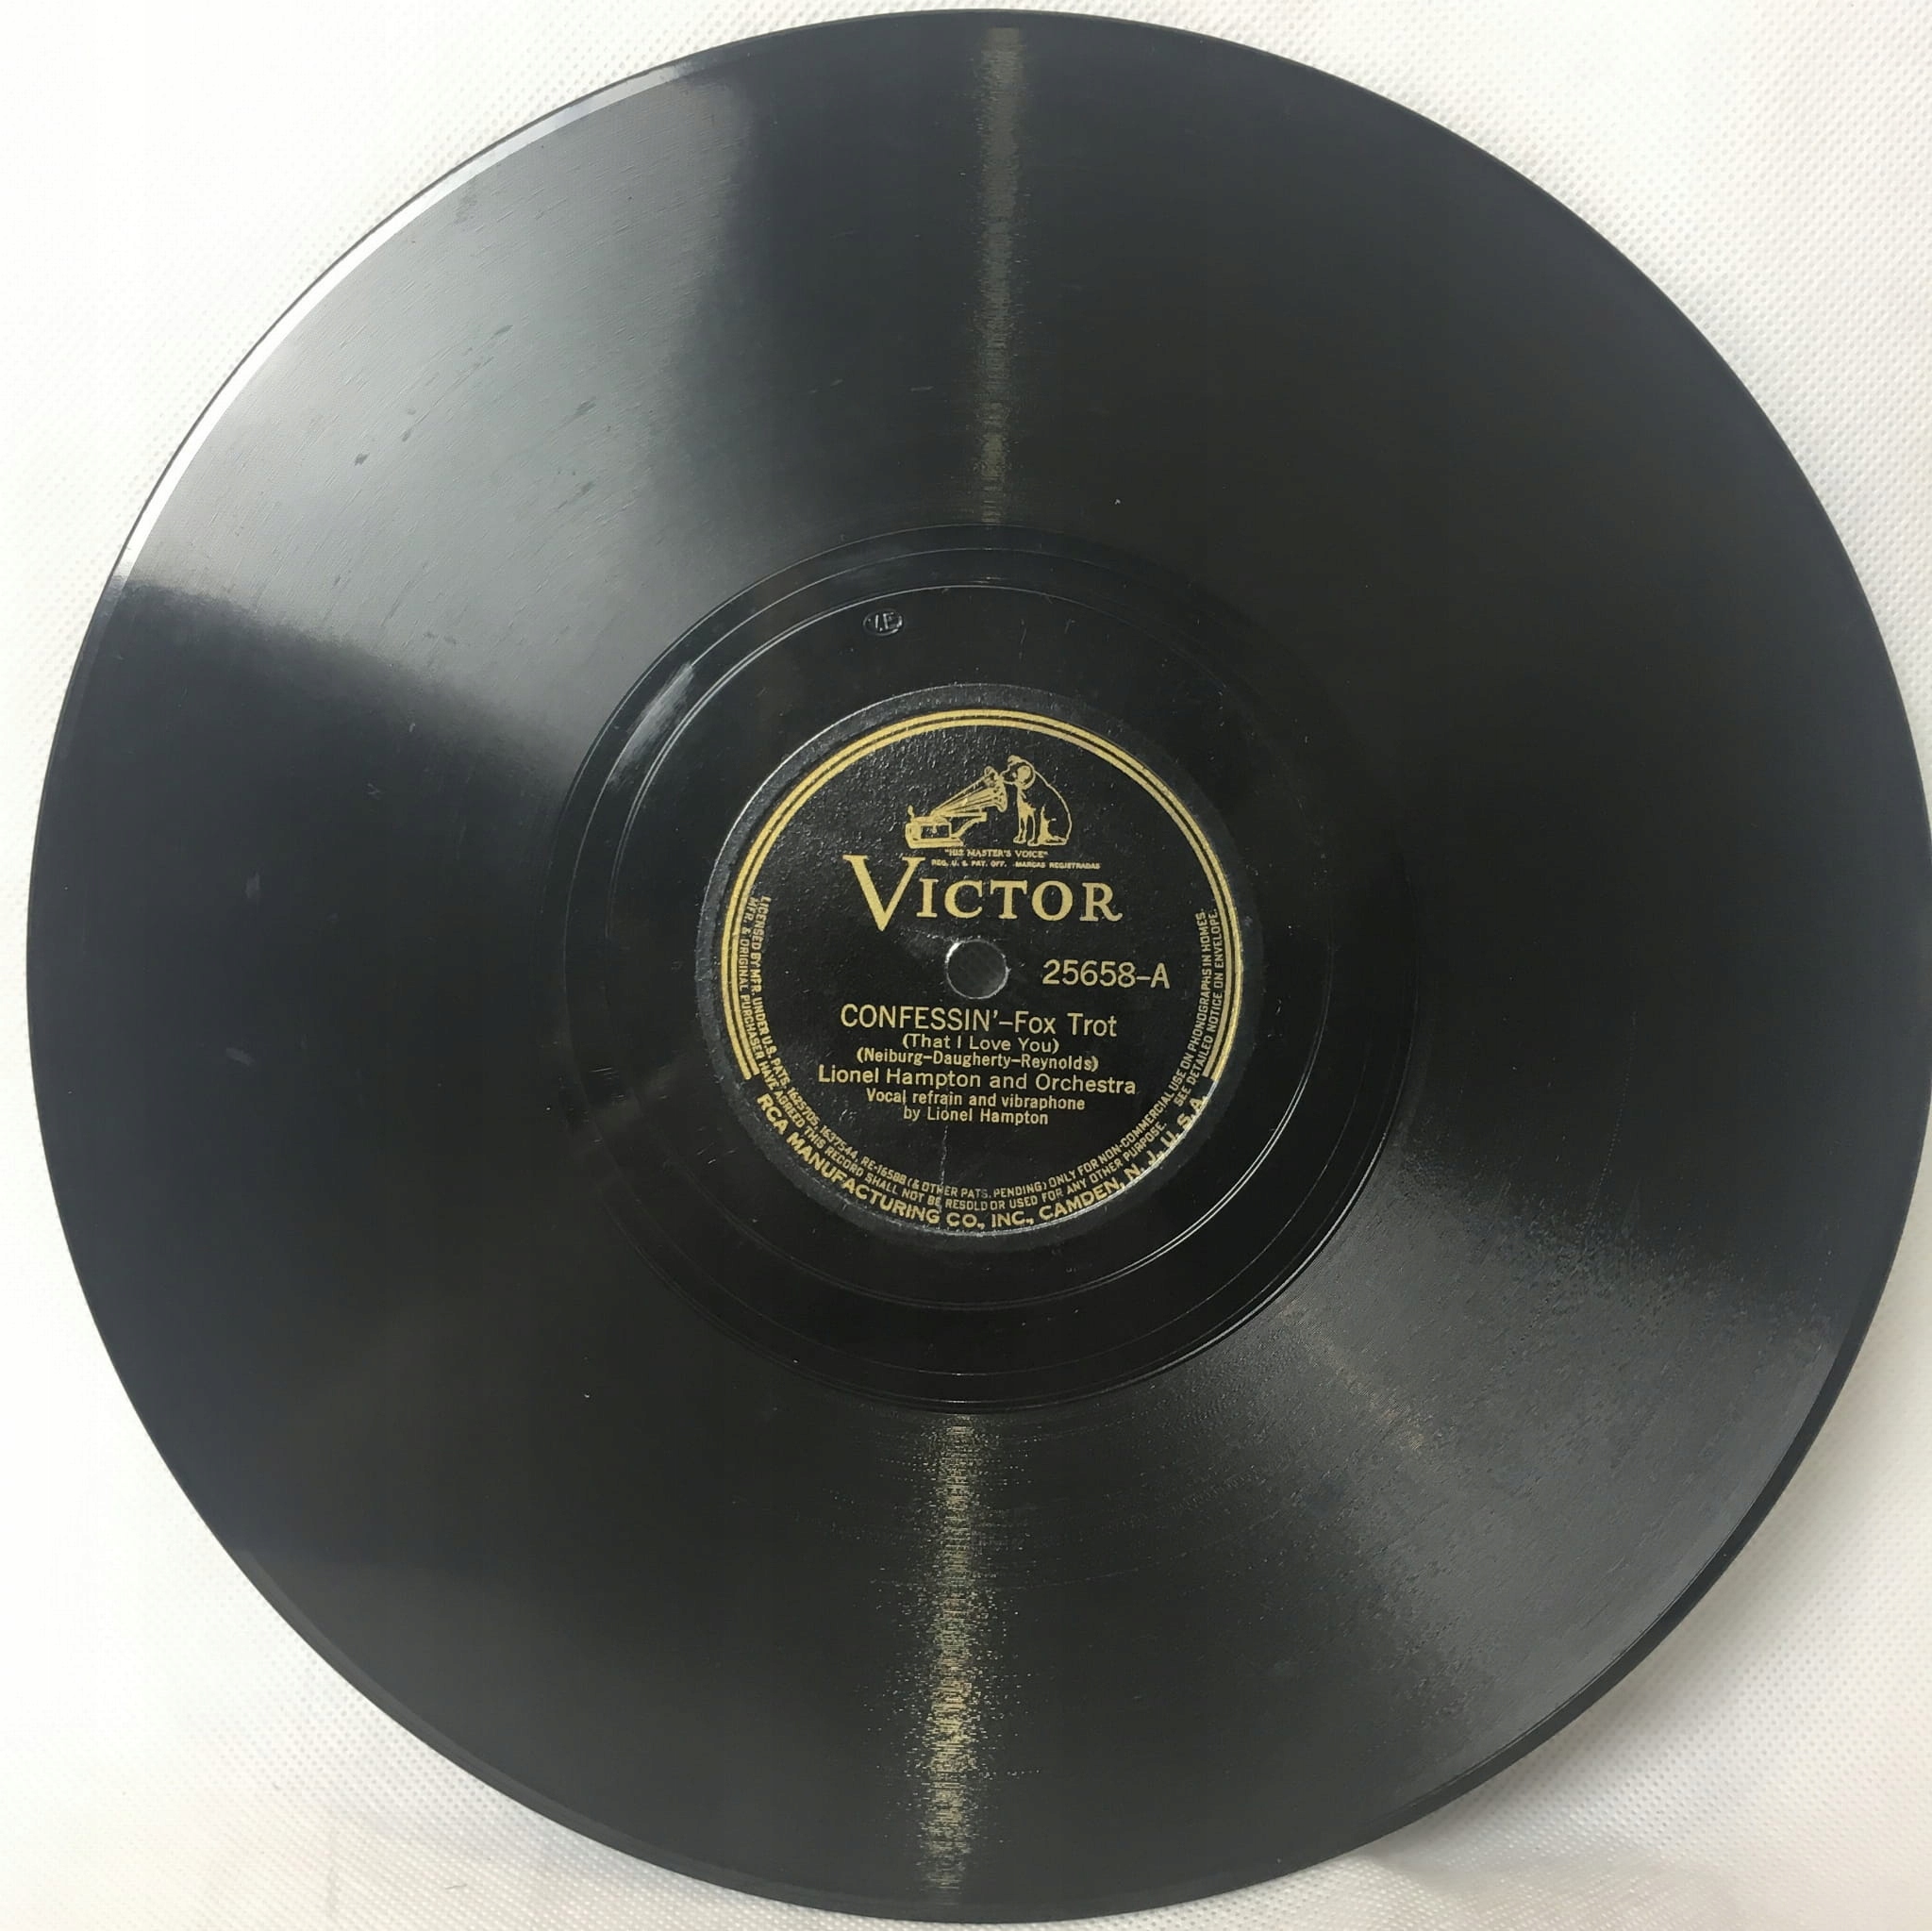 VE
"HIS MASTER'S VOICE"
REG. U. S. PAT. OFF. MARCAS REGISTRADAS
VICTOR
25658-A
CONFESSIN'-Fox Trot
(That I Love You)
(Neiburg-Daugherty-Reynolds)
Lionel Hampton and Orchestra
Vocal refrain and vibraphone
by Lionel Hampton
LICENSED BY MFR. UNDER U.S. PATS. 1625705, 1637544, RE-16588 (& OTHER PATS. PENDING) ONLY FOR NON-COMMERCIAL USE ON PHONOGRAPHS IN HOMES.
MFR. & ORIGINAL PURCHASER HAVE AGREED THIS RECORD SHALL NOT BE RESOLD OR USED FOR ANY OTHER PURPOSE. SEE DETAILED NOTICE ON ENVELOPE.
RCA MANUFACTURING CO., INC., CAMDEN, N. J., U. S. A.